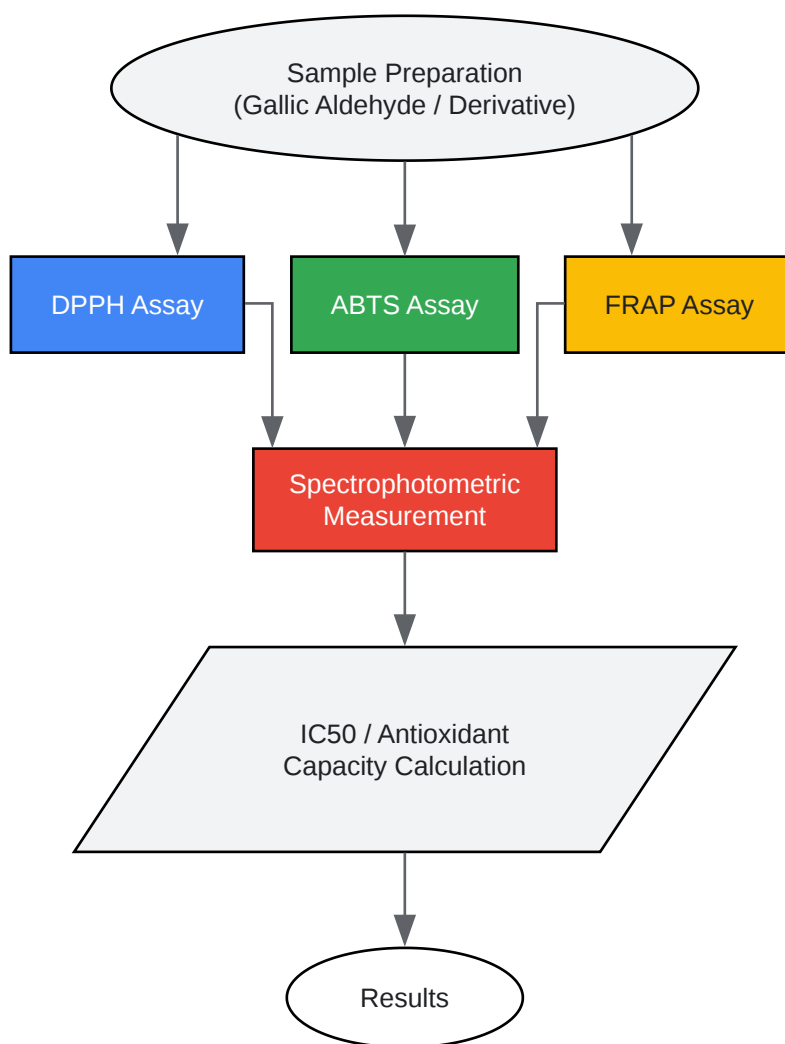 Sample Preparation
(Gallic Aldehyde / Derivative)
DPPH Assay
ABTS Assay
FRAP Assay
Spectrophotometric
Measurement
IC50 / Antioxidant
Capacity Calculation
Results